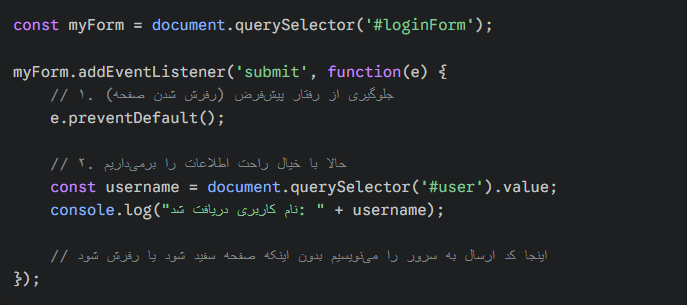 const myForm = document.querySelector('#loginForm');
myForm.addEventListener('submit', function(e) {
// ۱. جلوگیری از رفتار پیش‌فرض (رفرش شدن صفحه)
e.preventDefault();
// ۲. حالا با خیال راحت اطلاعات را برمی‌داریم
const username = document.querySelector('#user').value;
console.log("نام کاربری دریافت شد: " + username);
// اینجا کد ارسال به سرور را می‌نویسیم بدون اینکه صفحه سفید شود یا رفرش شود
});